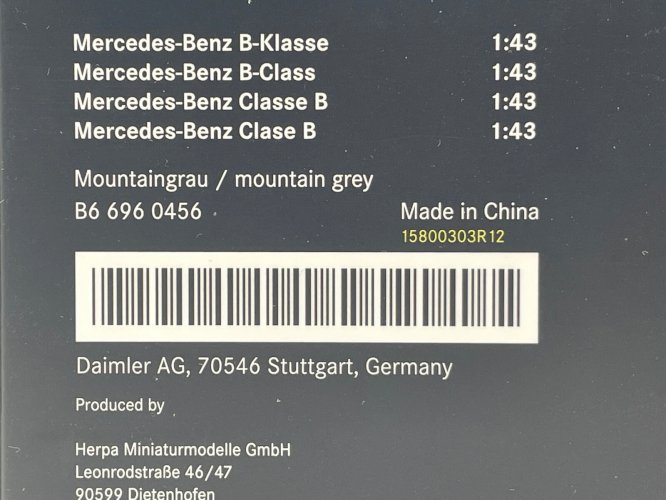 Mercedes-Benz B-Klasse 1:43
Mercedes-Benz B-Class 1:43
Mercedes-Benz Classe B 1:43
Mercedes-Benz Clase B 1:43
Mountaingrau / mountain grey
B6 696 0456 Made in China
15800303R12
Daimler AG, 70546 Stuttgart, Germany
Produced by
Herpa Miniaturmodelle GmbH
Leonrodstraße 46/47
90599 Dietenhofen